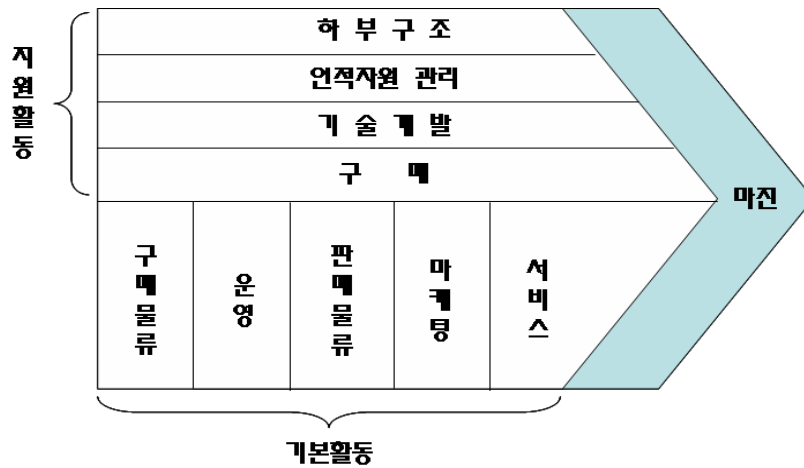 지원활동
하 부 구 조
인적자원 관리
기 술 개 발
구 매
마진
구매물류
운영
판매물류
마케팅
서비스
기본활동